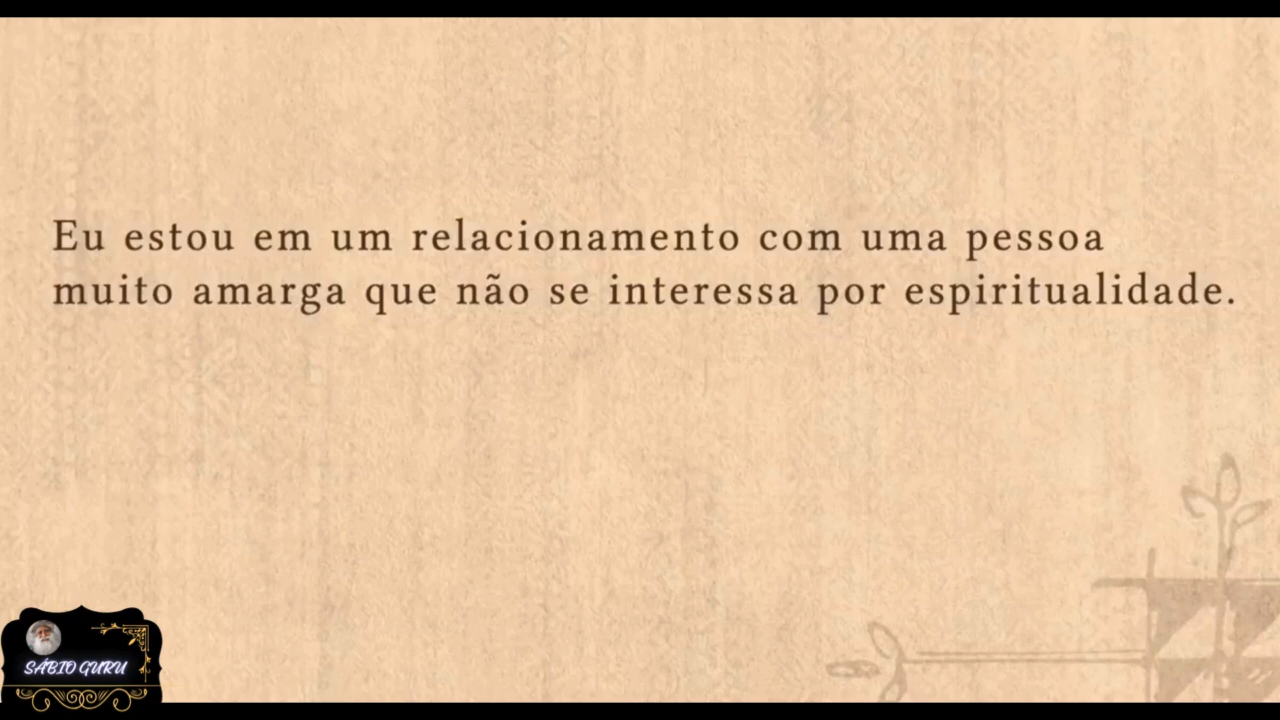 Eu estou em um relacionamento com uma pessoa
muito amarga que não se interessa por espiritualidade.
SÁBIO GURU